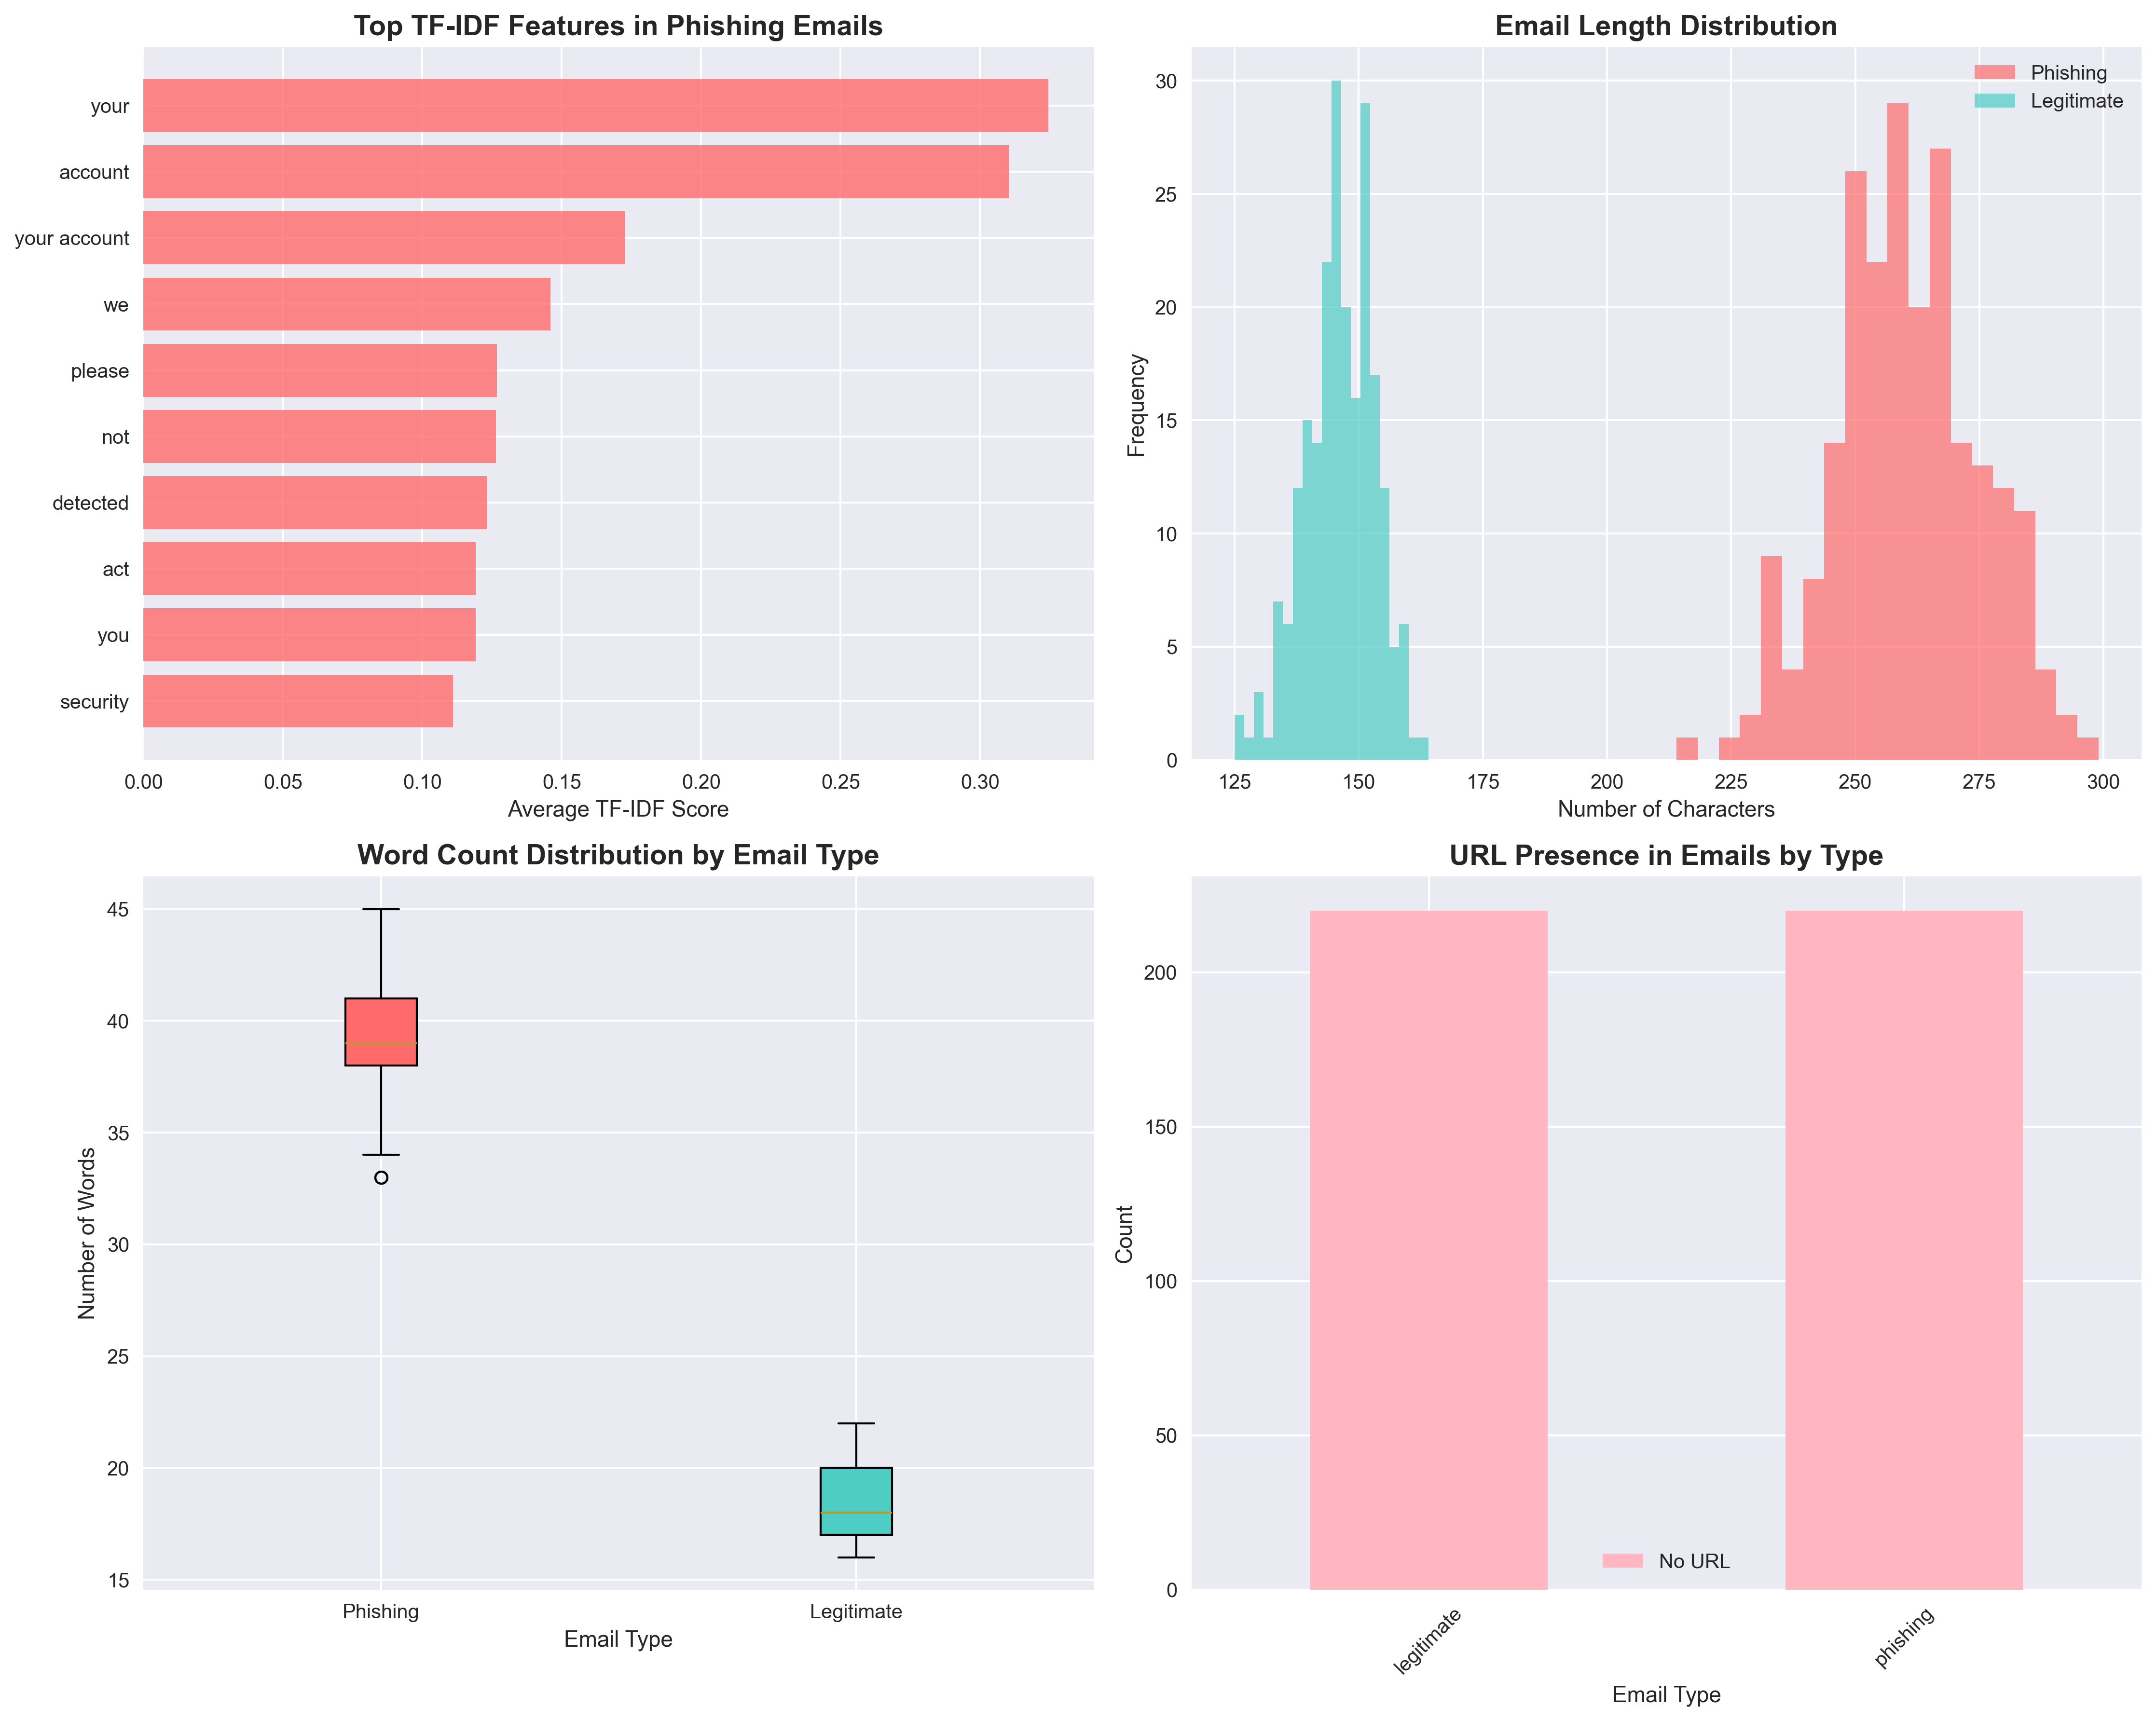 Top TF-IDF Features in Phishing Emails
your
account
your account
we
please
not
detected
act
you
security
0.00 0.05 0.10 0.15 0.20 0.25 0.30
Average TF-IDF Score
Email Length Distribution
Phishing
Legitimate
Frequency
30
25
20
15
10
5
0
125 150 175 200 225 250 275 300
Number of Characters
Word Count Distribution by Email Type
Number of Words
45
40
35
30
25
20
15
Phishing Legitimate
Email Type
URL Presence in Emails by Type
Count
200
150
100
50
0
No URL
legitimate phishing
Email Type